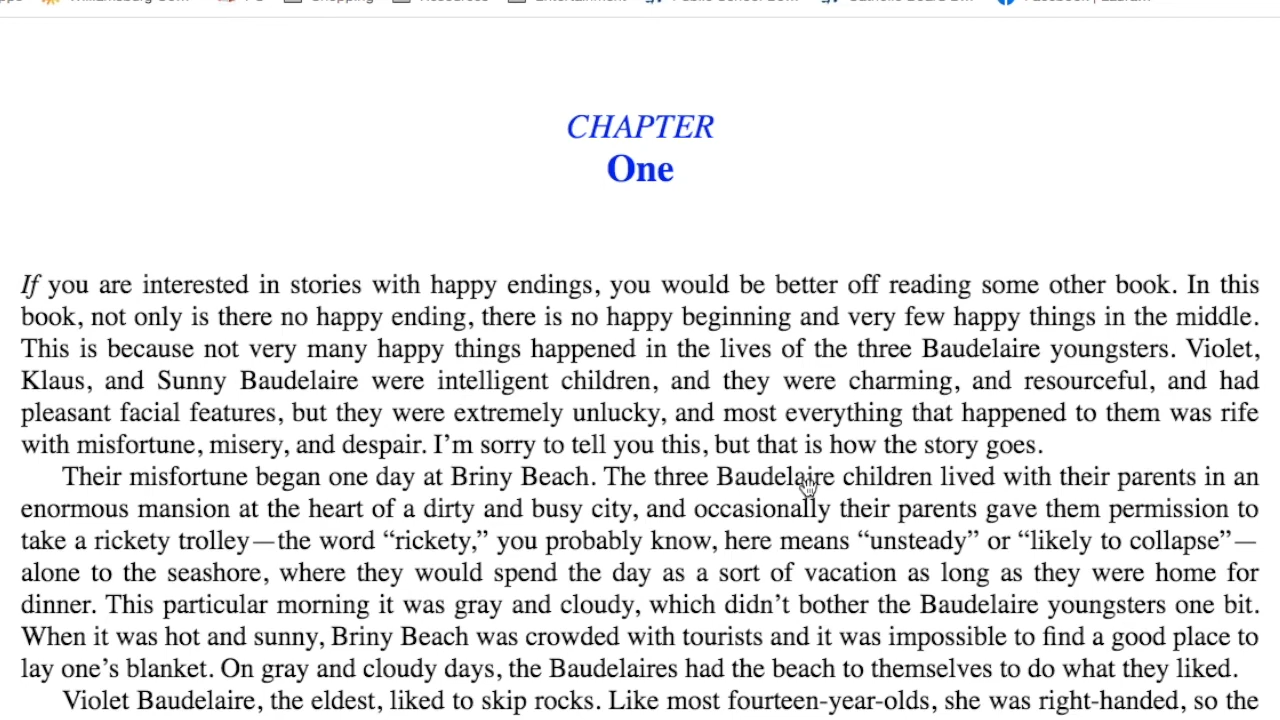 CHAPTER
One
If you are interested in stories with happy endings, you would be better off reading some other book. In this
book, not only is there no happy ending, there is no happy beginning and very few happy things in the middle.
This is because not very many happy things happened in the lives of the three Baudelaire youngsters. Violet,
Klaus, and Sunny Baudelaire were intelligent children, and they were charming, and resourceful, and had
pleasant facial features, but they were extremely unlucky, and most everything that happened to them was rife
with misfortune, misery, and despair. I’m sorry to tell you this, but that is how the story goes.
Their misfortune began one day at Briny Beach. The three Baudelaire children lived with their parents in an
enormous mansion at the heart of a dirty and busy city, and occasionally their parents gave them permission to
take a rickety trolley—the word “rickety,” you probably know, here means “unsteady” or “likely to collapse”—
alone to the seashore, where they would spend the day as a sort of vacation as long as they were home for
dinner. This particular morning it was gray and cloudy, which didn’t bother the Baudelaire youngsters one bit.
When it was hot and sunny, Briny Beach was crowded with tourists and it was impossible to find a good place to
lay one’s blanket. On gray and cloudy days, the Baudelaires had the beach to themselves to do what they liked.
Violet Baudelaire, the eldest, liked to skip rocks. Like most fourteen-year-olds, she was right-handed, so the